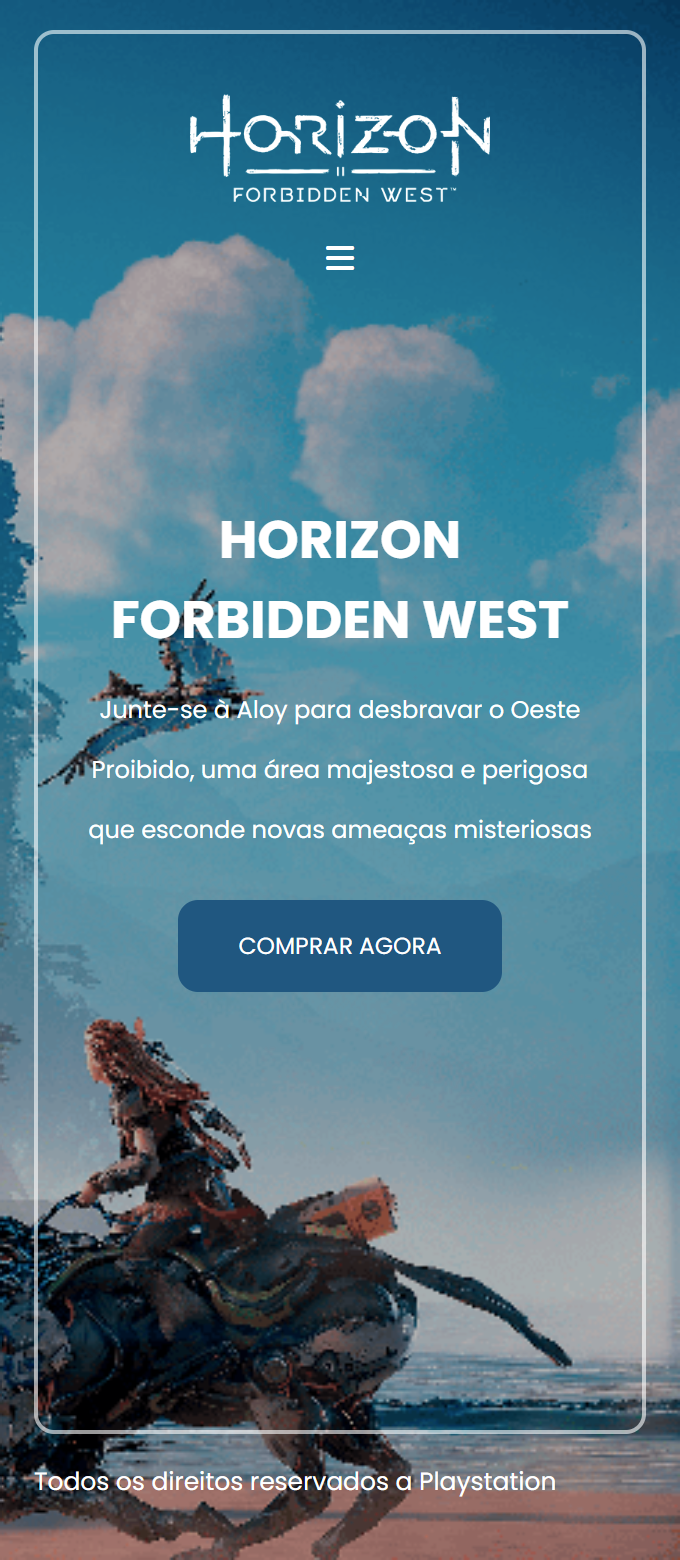 HORIZON
FORBIDDEN WEST™
HORIZON
FORBIDDEN WEST
Junte-se à Aloy para desbravar o Oeste
Proibido, uma área majestosa e perigosa
que esconde novas ameaças misteriosas
COMPRAR AGORA
Todos os direitos reservados a Playstation